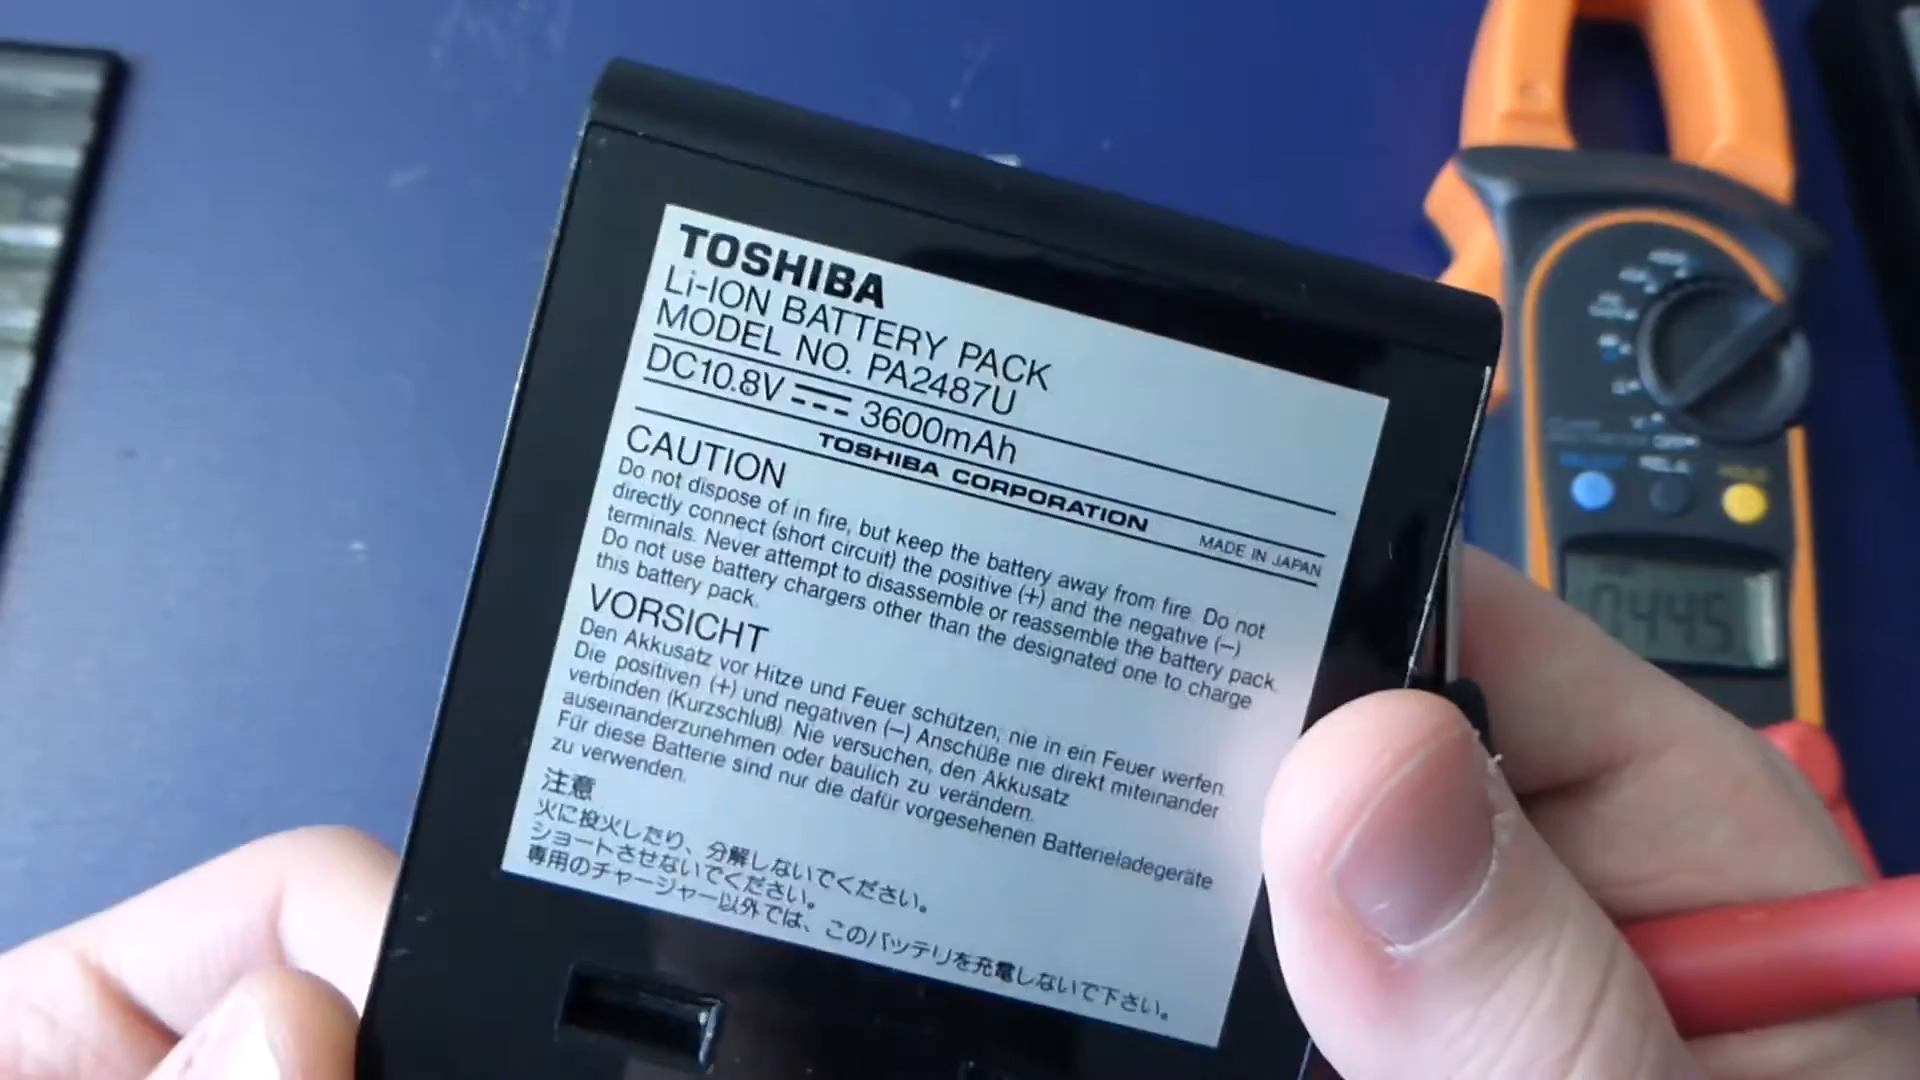 TOSHIBA
Li-ION BATTERY PACK
MODEL NO. PA2487U
DC10.8V 3600mAh
TOSHIBA CORPORATION
MADE IN JAPAN
CAUTION
Do not dispose of in fire, but keep the battery away from fire. Do not
directly connect (short circuit) the positive (+) and the negative (–)
terminals. Never attempt to disassemble or reassemble the battery pack.
Do not use battery chargers other than the designated one to charge
this battery pack.
VORSICHT
Den Akkusatz vor Hitze und Feuer schützen; nie in ein Feuer werfen.
Die positiven (+) und negativen (–) Anschüße nie direkt miteinander
verbinden (Kurzschluß). Nie versuchen, den Akkusatz
auseinanderzunehmen oder baulich zu verändern.
Für diese Batterie sind nur die dafür vorgesehenen Batterieladegeräte
zu verwenden.
注意
火に投火したり、分解しないでください。
ショートさせないでください。
専用のチャージャー以外では、このバッテリを充電しないで下さい。
SELECT
HOLD
0445